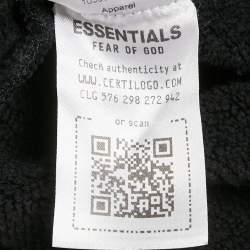 Apparel
ESSENTIALS
FEAR OF GOD
Check authenticity at
WWW.CERTILOGO.COM
CLG 576 298 272 942
or scan